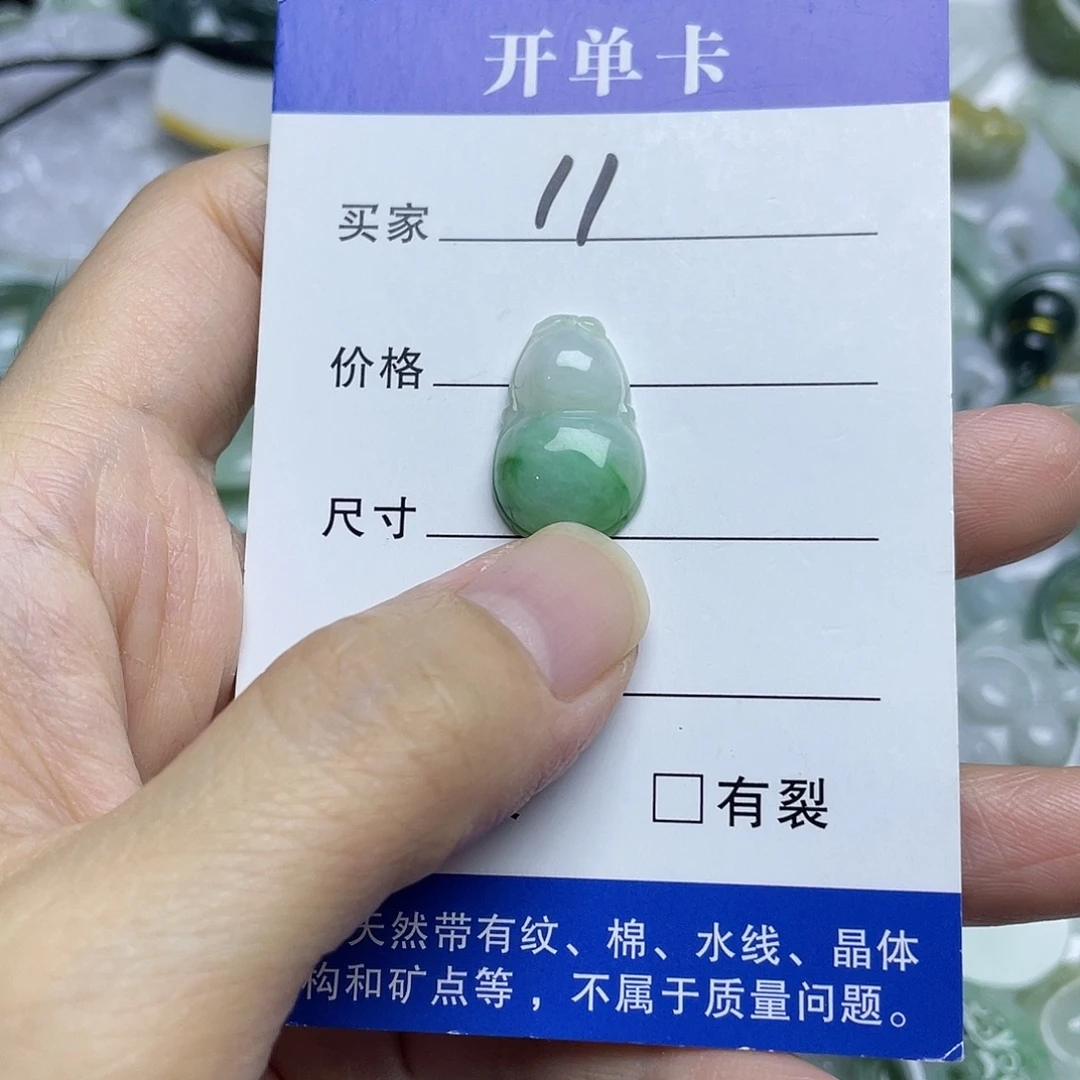 开单卡
买家 11
价格
尺寸
□有裂
天然带有纹、棉、水线、晶体
构和矿点等，不属于质量问题。